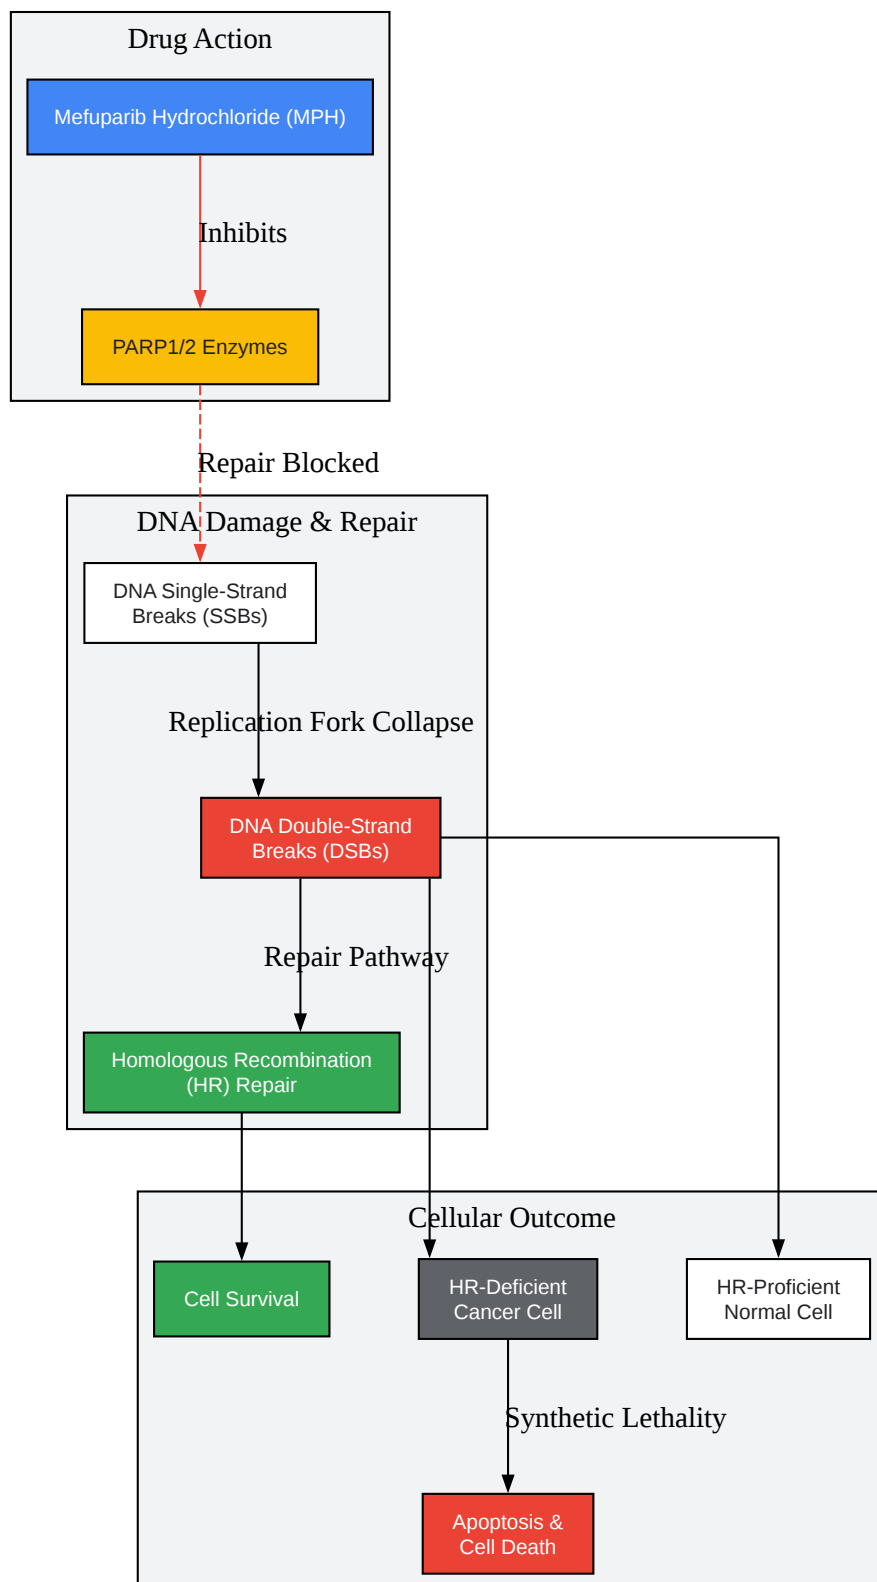 Drug Action
Mefuparib Hydrochloride (MPH)
Inhibits
PARP1/2 Enzymes
Repair Blocked
DNA Damage & Repair
DNA Single-Strand
Breaks (SSBs)
Replication Fork Collapse
DNA Double-Strand
Breaks (DSBs)
Repair Pathway
Homologous Recombination
(HR) Repair
Cellular Outcome
Cell Survival
HR-Deficient
Cancer Cell
HR-Proficient
Normal Cell
Synthetic Lethality
Apoptosis &
Cell Death